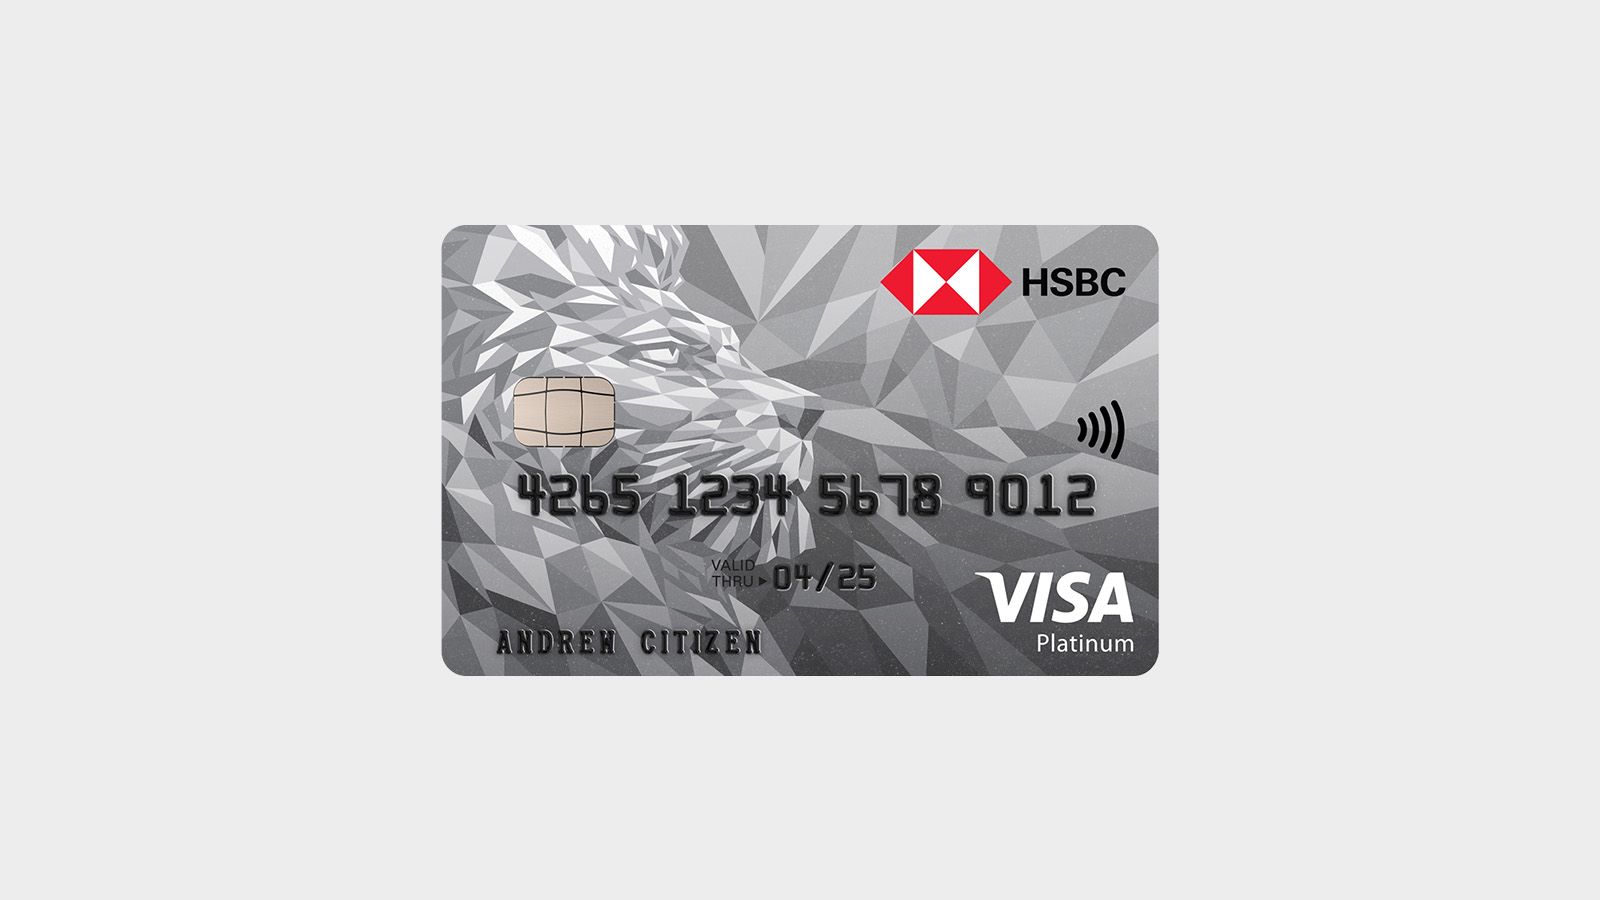 HSBC
4265 1234 5678 9012
VALID
THRU 04/25
VISA
Platinum
ANDREW CITIZEN